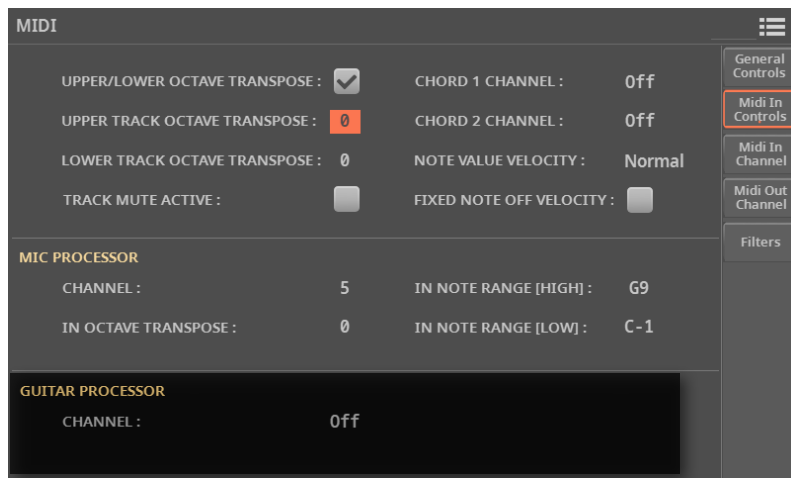 MIDI
UPPER/LOWER OCTAVE TRANSPOSE :
CHORD 1 CHANNEL : Off
UPPER TRACK OCTAVE TRANSPOSE : 0
CHORD 2 CHANNEL : Off
LOWER TRACK OCTAVE TRANSPOSE : 0
NOTE VALUE VELOCITY : Normal
TRACK MUTE ACTIVE :
FIXED NOTE OFF VELOCITY :
MIC PROCESSOR
CHANNEL : 5
IN NOTE RANGE [HIGH] : G9
IN OCTAVE TRANSPOSE : 0
IN NOTE RANGE [LOW] : C-1
GUITAR PROCESSOR
CHANNEL : Off
General
Controls
Midi In
Controls
Midi In
Channel
Midi Out
Channel
Filters